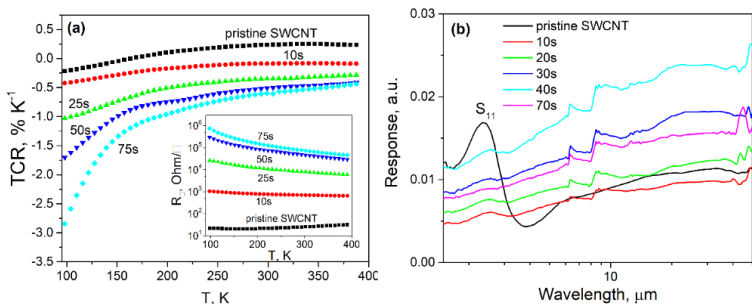 (a)
pristine SWCNT
10s
25s
50s
75s
TCR, % K⁻¹
0.5
0.0
-0.5
-1.0
-1.5
-2.0
-2.5
-3.0
-3.5
100 150 200 250 300 350 400
T, K
R, Ohm/□
10⁶
10⁵
10⁴
10³
10²
10¹
75s
50s
25s
10s
pristine SWCNT
100 200 300 400
T, K
(b)
pristine SWCNT
10s
20s
30s
40s
70s
S₁₁
Response, a.u.
0.03
0.02
0.01
0.00
10
Wavelength, μm